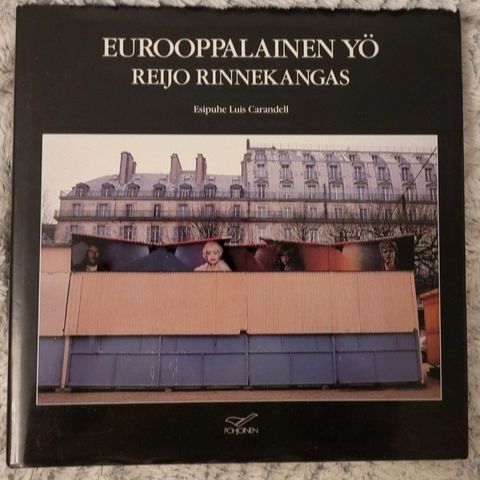 EUROOPPALAINEN YÖ
REIJO RINNEKANGAS
Esipuhe Luis Carandell
POHJOINEN